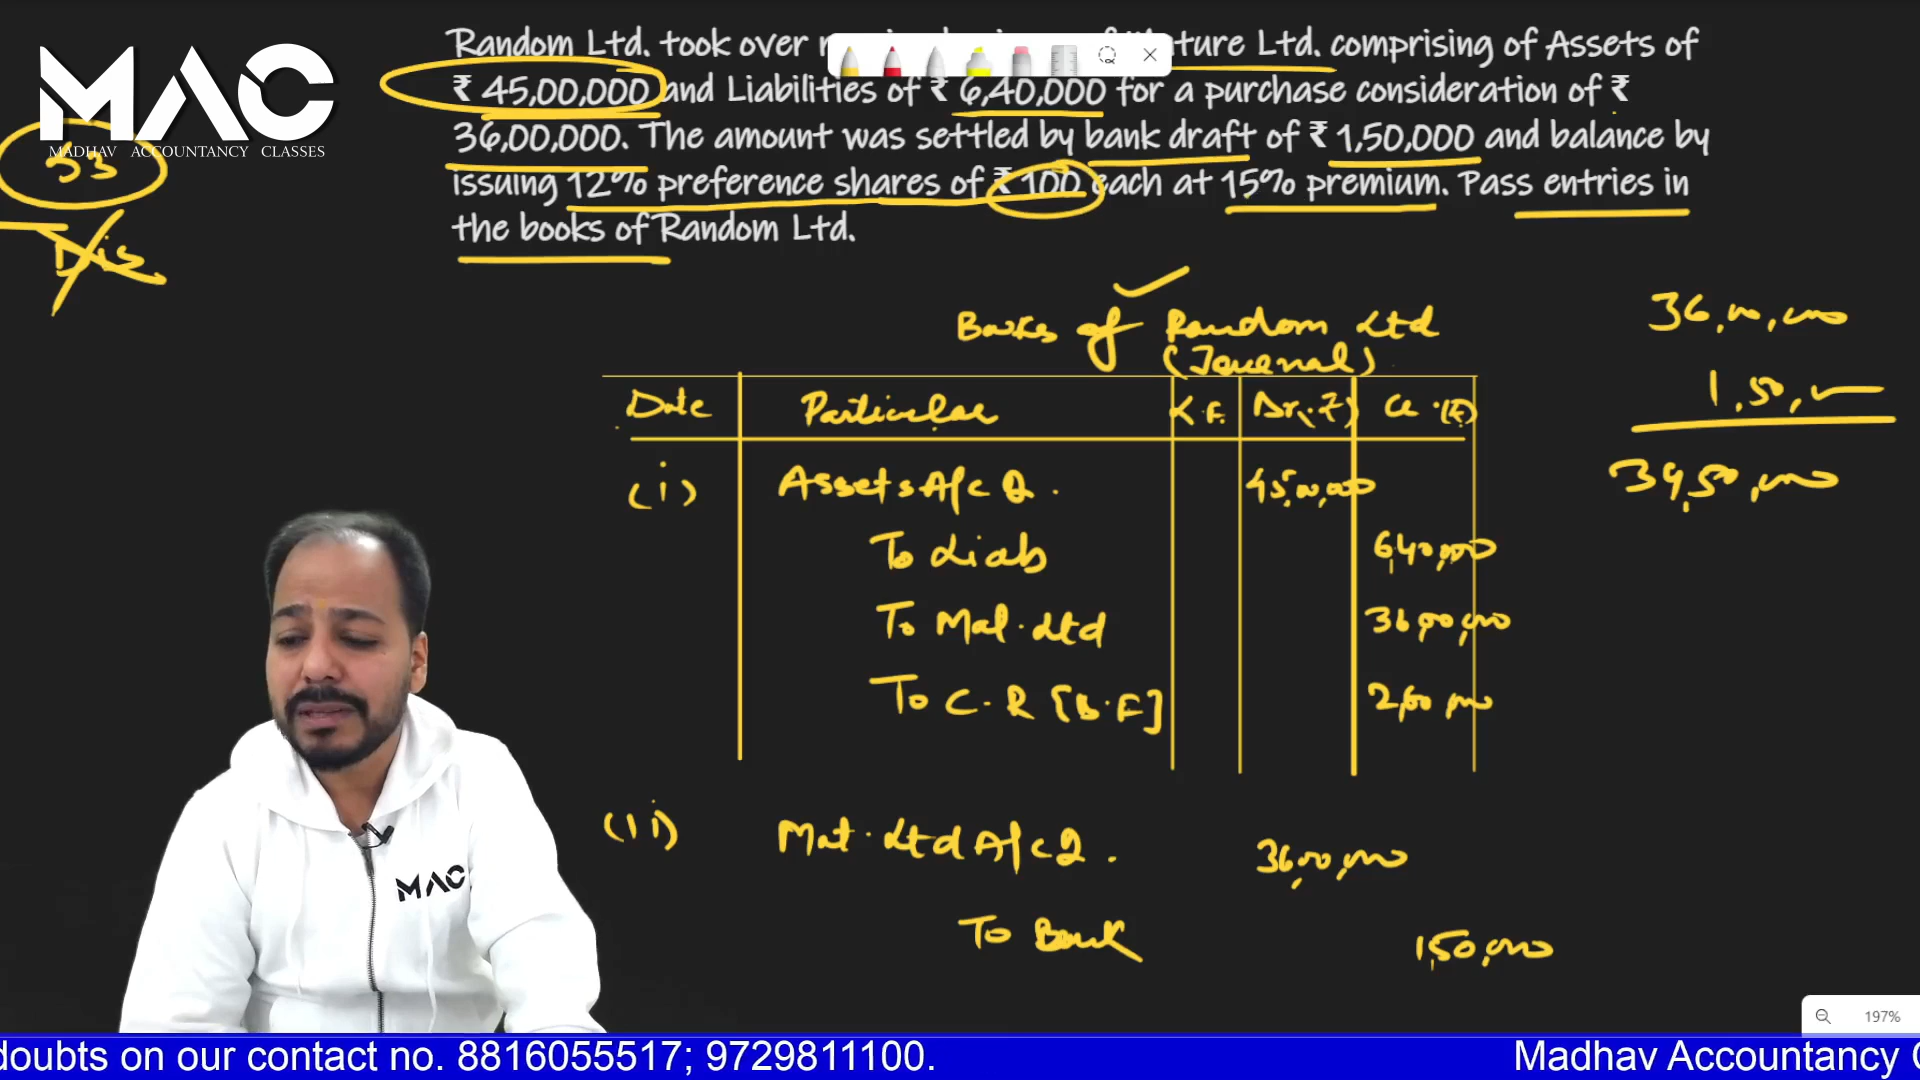 MAC
MADHAV ACCOUNTANCY CLASSES
33
Dis
Random Ltd. took over ture Ltd. comprising of Assets of
₹ 45,00,000 and Liabilities of ₹ 6,40,000 for a purchase consideration of ₹
36,00,000. The amount was settled by bank draft of ₹ 1,50,000 and balance by
issuing 12% preference shares of ₹ 100 each at 15% premium. Pass entries in
the books of Random Ltd.
Books of Random Ltd
(Journal)
Date Particular L.F. Dr(₹) Cr.(₹)
(i) Assets A/c Dr. 45,00,000
To Liab 6,40,000
To Mat. Ltd 36,00,000
To C.R [B.F] 2,60,000
(ii) Mat. Ltd A/c Dr. 36,00,000
To Bank 1,50,000
36,00,000
1,50,000
34,50,000
MAC
197%
doubts on our contact no. 8816055517; 9729811100. Madhav Accountancy C